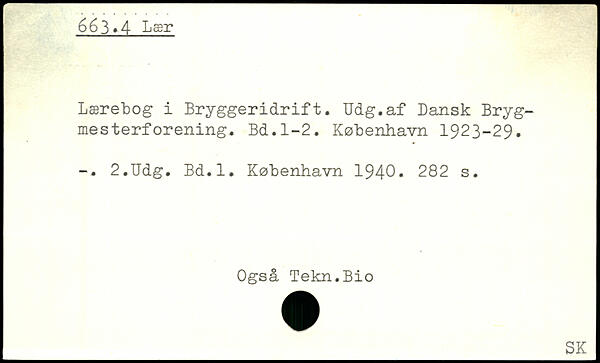 663.4 Lær
Lærebog i Bryggeridrift. Udg.af Dansk Bryg-
mesterforening. Bd.1-2. København 1923-29.
-. 2.Udg. Bd.1. København 1940. 282 s.
Også Tekn.Bio
SK